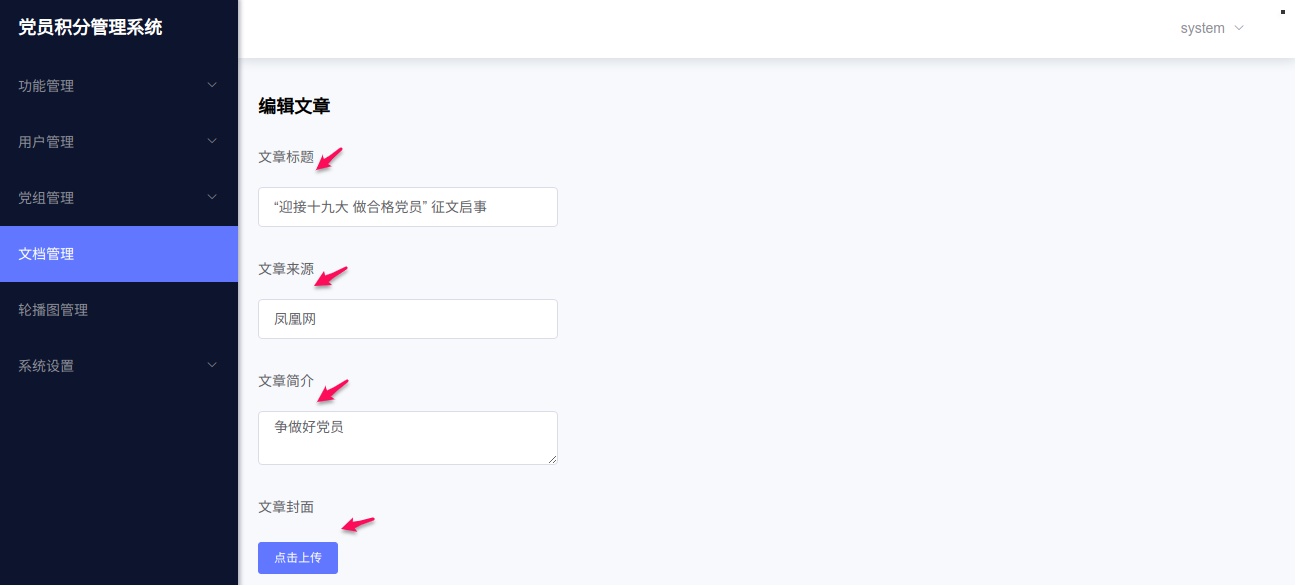 党员积分管理系统
system
功能管理
用户管理
党组管理
文档管理
轮播图管理
系统设置
编辑文章
文章标题
“迎接十九大 做合格党员” 征文启事
文章来源
凤凰网
文章简介
争做好党员
文章封面
点击上传